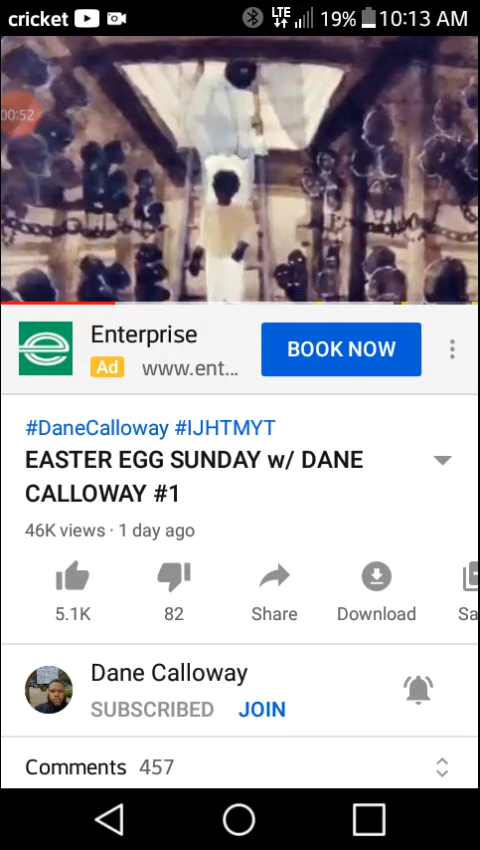 cricket LTE 19% 10:13 AM
00:52
Enterprise
BOOK NOW
Ad www.ent...
#DaneCalloway #IJHTMYT
EASTER EGG SUNDAY w/ DANE
CALLOWAY #1
46K views · 1 day ago
5.1K 82 Share Download Sa
Dane Calloway
SUBSCRIBED JOIN
Comments 457